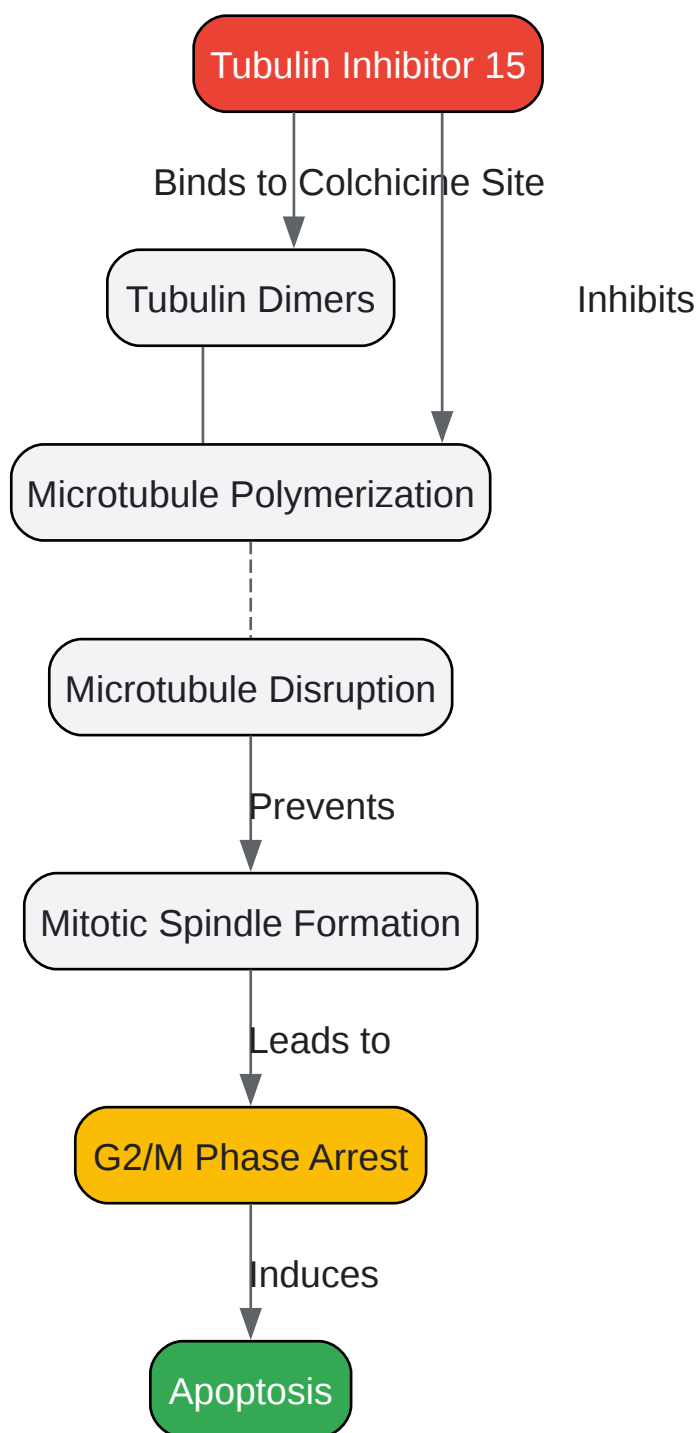 Tubulin Inhibitor 15
Binds to Colchicine Site
Tubulin Dimers
Inhibits
Microtubule Polymerization
Microtubule Disruption
Prevents
Mitotic Spindle Formation
Leads to
G2/M Phase Arrest
Induces
Apoptosis